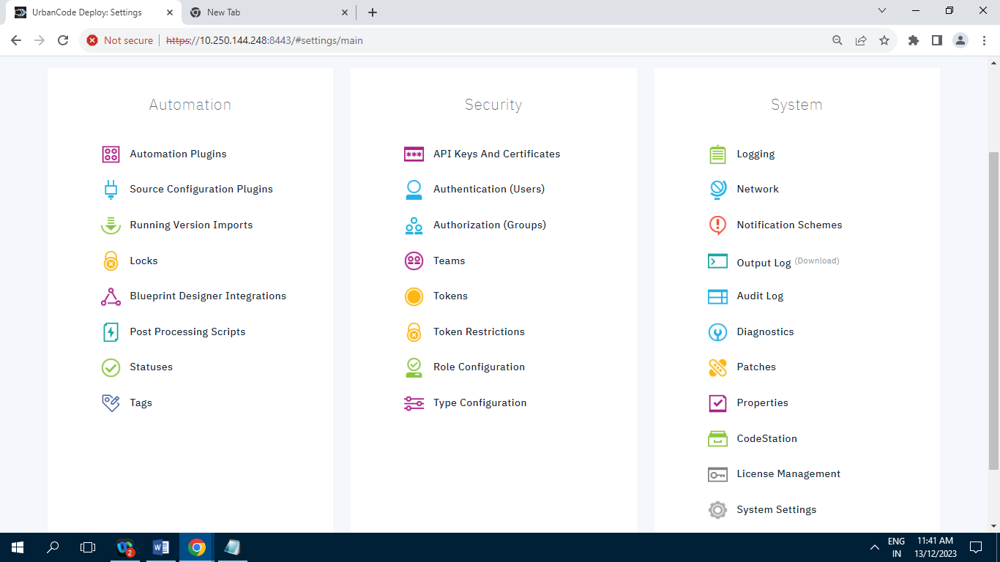 UrbanCode Deploy: Settings
New Tab
Not secure
https://10.250.144.248:8443/#settings/main
Automation
Automation Plugins
Source Configuration Plugins
Running Version Imports
Locks
Blueprint Designer Integrations
Post Processing Scripts
Statuses
Tags
Security
API Keys And Certificates
Authentication (Users)
Authorization (Groups)
Teams
Tokens
Token Restrictions
Role Configuration
Type Configuration
System
Logging
Network
Notification Schemes
Output Log (Download)
Audit Log
Diagnostics
Patches
Properties
CodeStation
License Management
System Settings
2
ENG
IN
11:41 AM
13/12/2023